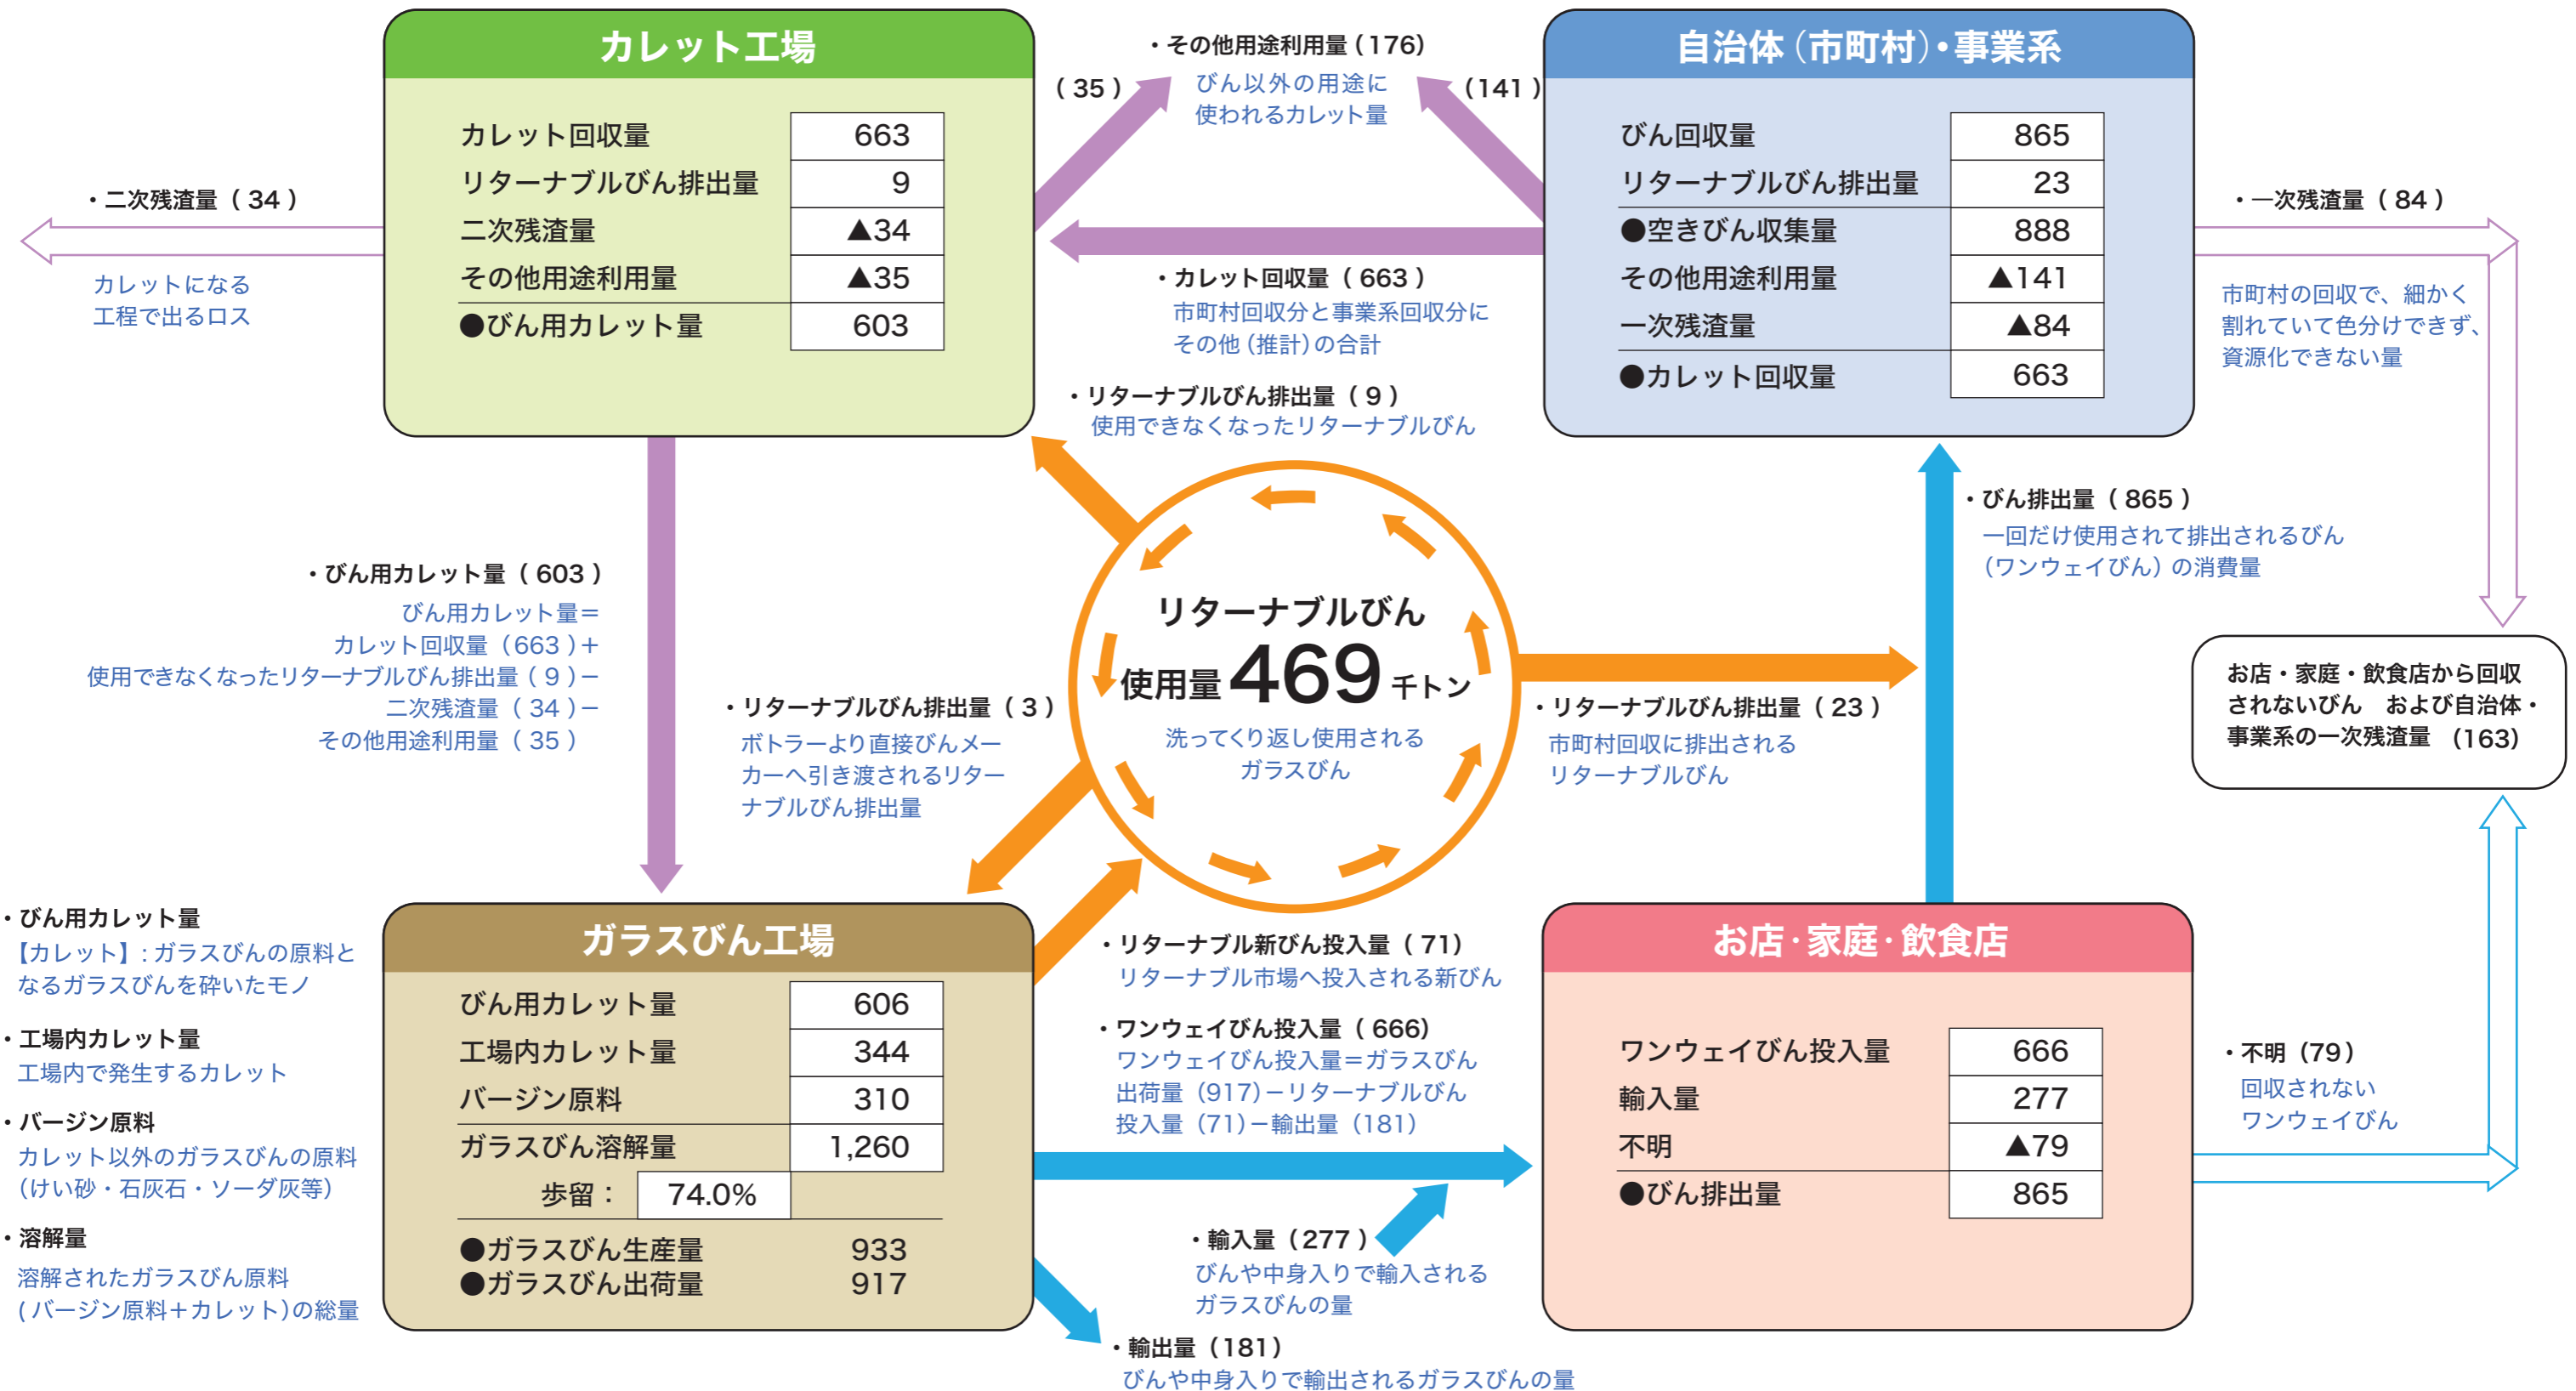 カレット工場
カレット回収量 663
リターナブルびん排出量 9
二次残渣量 ▲34
その他用途利用量 ▲35
●びん用カレット量 603
・二次残渣量（ 34 ）
カレットになる
工程で出るロス
（ 35 ）
・その他用途利用量（176）
びん以外の用途に
使われるカレット量
（141 ）
・カレット回収量（ 663 ）
市町村回収分と事業系回収分に
その他（推計）の合計
・リターナブルびん排出量（ 9 ）
使用できなくなったリターナブルびん
自治体（市町村）・事業系
びん回収量 865
リターナブルびん排出量 23
●空きびん収集量 888
その他用途利用量 ▲141
一次残渣量 ▲84
●カレット回収量 663
・一次残渣量（ 84 ）
市町村の回収で、細かく
割れていて色分けできず、
資源化できない量
・びん排出量（ 865 ）
一回だけ使用されて排出されるびん
（ワンウェイびん）の消費量
・びん用カレット量（ 603 ）
びん用カレット量＝
カレット回収量（663 ）＋
使用できなくなったリターナブルびん排出量（ 9 ）－
二次残渣量（ 34 ）－
その他用途利用量（ 35 ）
リターナブルびん
使用量 469 千トン
洗ってくり返し使用される
ガラスびん
・リターナブルびん排出量（ 3 ）
ボトラーより直接びんメー
カーへ引き渡されるリター
ナブルびん排出量
・リターナブルびん排出量（ 23 ）
市町村回収に排出される
リターナブルびん
お店・家庭・飲食店から回収
されないびん　および自治体・
事業系の一次残渣量 （163）
・びん用カレット量
【カレット】：ガラスびんの原料と
なるガラスびんを砕いたモノ
・工場内カレット量
工場内で発生するカレット
・バージン原料
カレット以外のガラスびんの原料
（けい砂・石灰石・ソーダ灰等）
・溶解量
溶解されたガラスびん原料
( バージン原料＋カレット）の総量
ガラスびん工場
びん用カレット量 606
工場内カレット量 344
バージン原料 310
ガラスびん溶解量 1,260
歩留： 74.0%
●ガラスびん生産量 933
●ガラスびん出荷量 917
・リターナブル新びん投入量（ 71）
リターナブル市場へ投入される新びん
・ワンウェイびん投入量（ 666）
ワンウェイびん投入量＝ガラスびん
出荷量（917）－リターナブルびん
投入量（71）－輸出量（181）
・輸入量（ 277 ）
びんや中身入りで輸入される
ガラスびんの量
・輸出量（181）
びんや中身入りで輸出されるガラスびんの量
お店・家庭・飲食店
ワンウェイびん投入量 666
輸入量 277
不明 ▲79
●びん排出量 865
・不明（79）
回収されない
ワンウェイびん